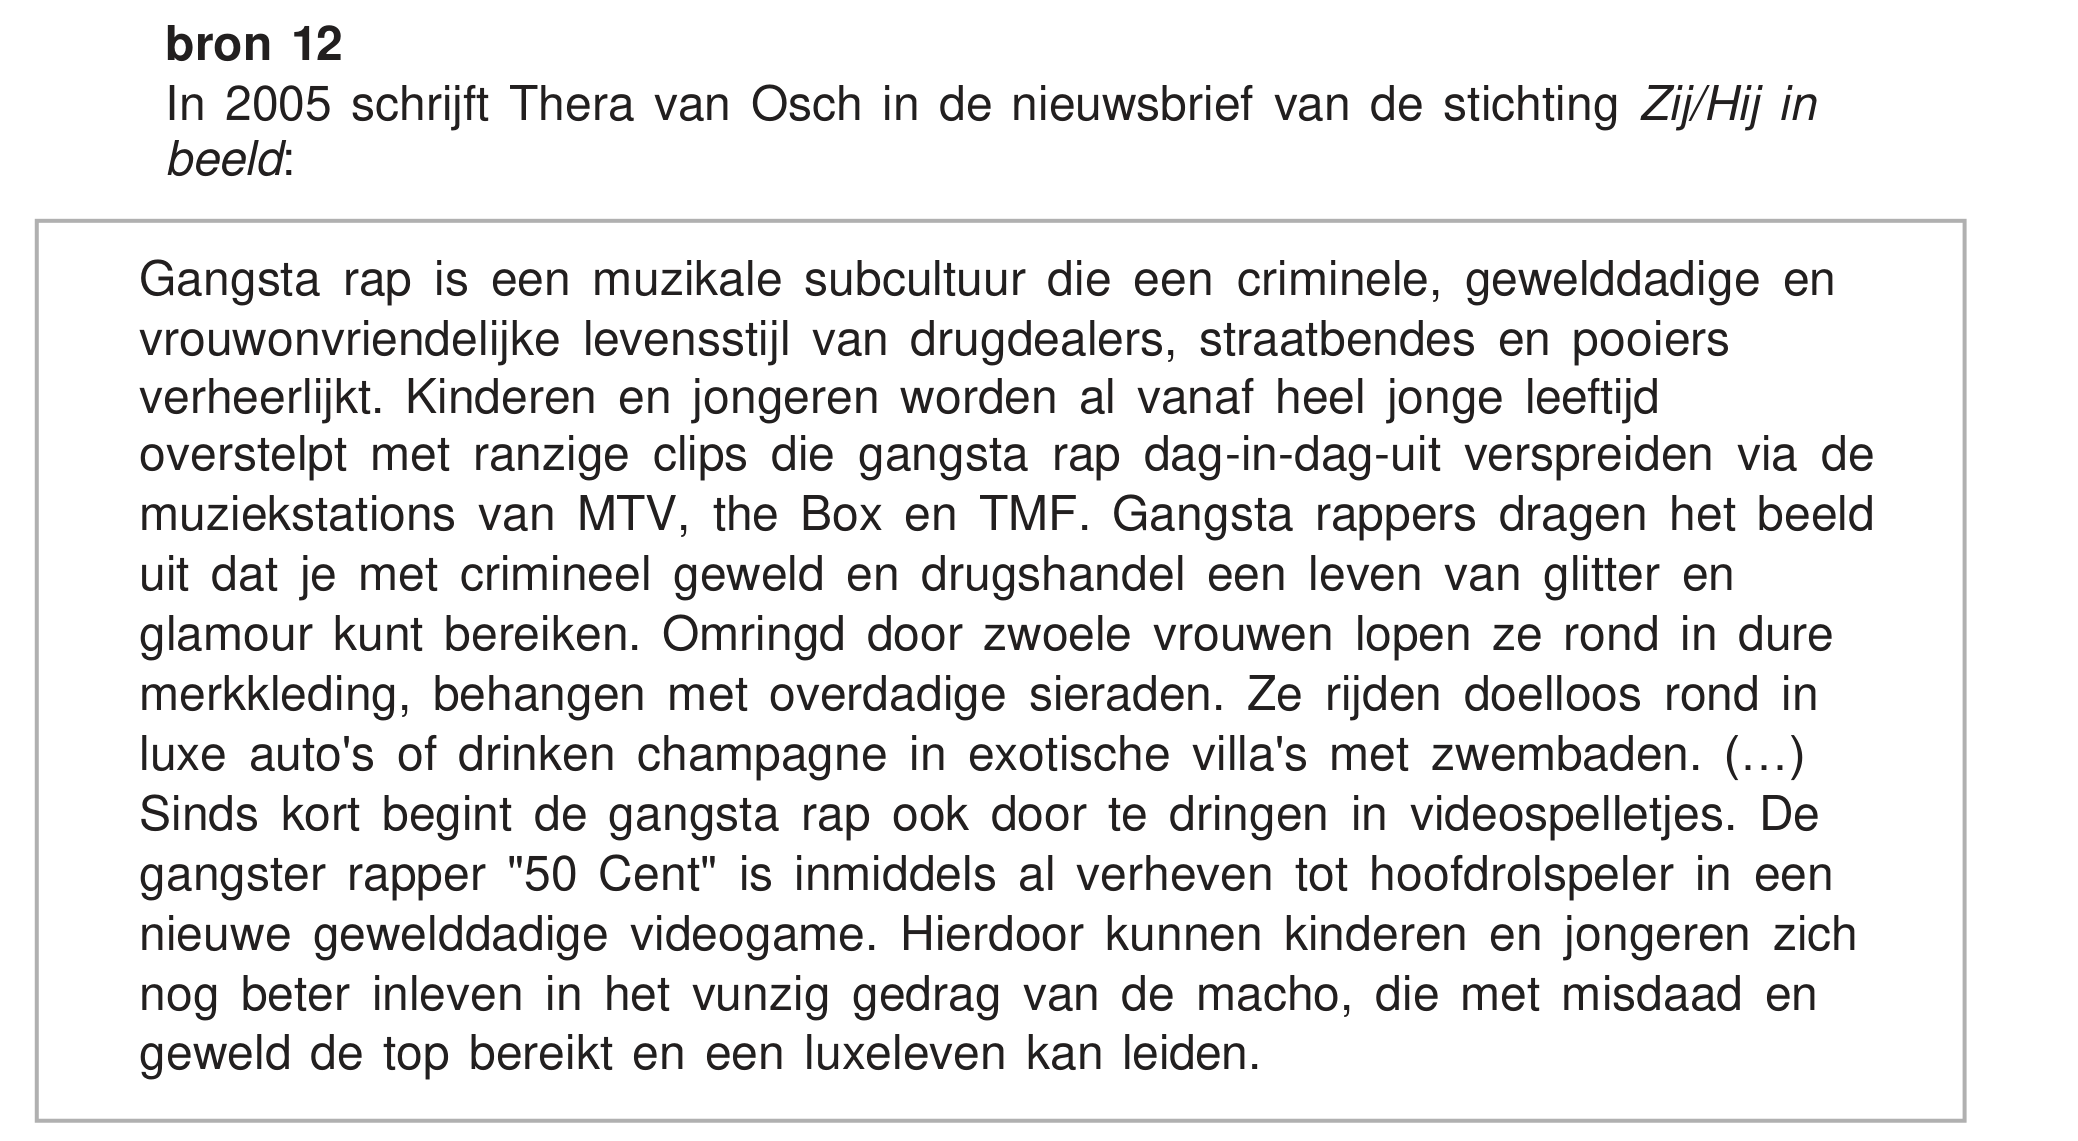 bron 12
In 2005 schrijft Thera van Osch in de nieuwsbrief van de stichting Zij/Hij in
beeld:
Gangsta rap is een muzikale subcultuur die een criminele, gewelddadige en
vrouwonvriendelijke levensstijl van drugdealers, straatbendes en pooiers
verheerlijkt. Kinderen en jongeren worden al vanaf heel jonge leeftijd
overstelpt met ranzige clips die gangsta rap dag-in-dag-uit verspreiden via de
muziekstations van MTV, the Box en TMF. Gangsta rappers dragen het beeld
uit dat je met crimineel geweld en drugshandel een leven van glitter en
glamour kunt bereiken. Omringd door zwoele vrouwen lopen ze rond in dure
merkkleding, behangen met overdadige sieraden. Ze rijden doelloos rond in
luxe auto's of drinken champagne in exotische villa's met zwembaden. (…)
Sinds kort begint de gangsta rap ook door te dringen in videospelletjes. De
gangster rapper "50 Cent" is inmiddels al verheven tot hoofdrolspeler in een
nieuwe gewelddadige videogame. Hierdoor kunnen kinderen en jongeren zich
nog beter inleven in het vunzig gedrag van de macho, die met misdaad en
geweld de top bereikt en een luxeleven kan leiden.